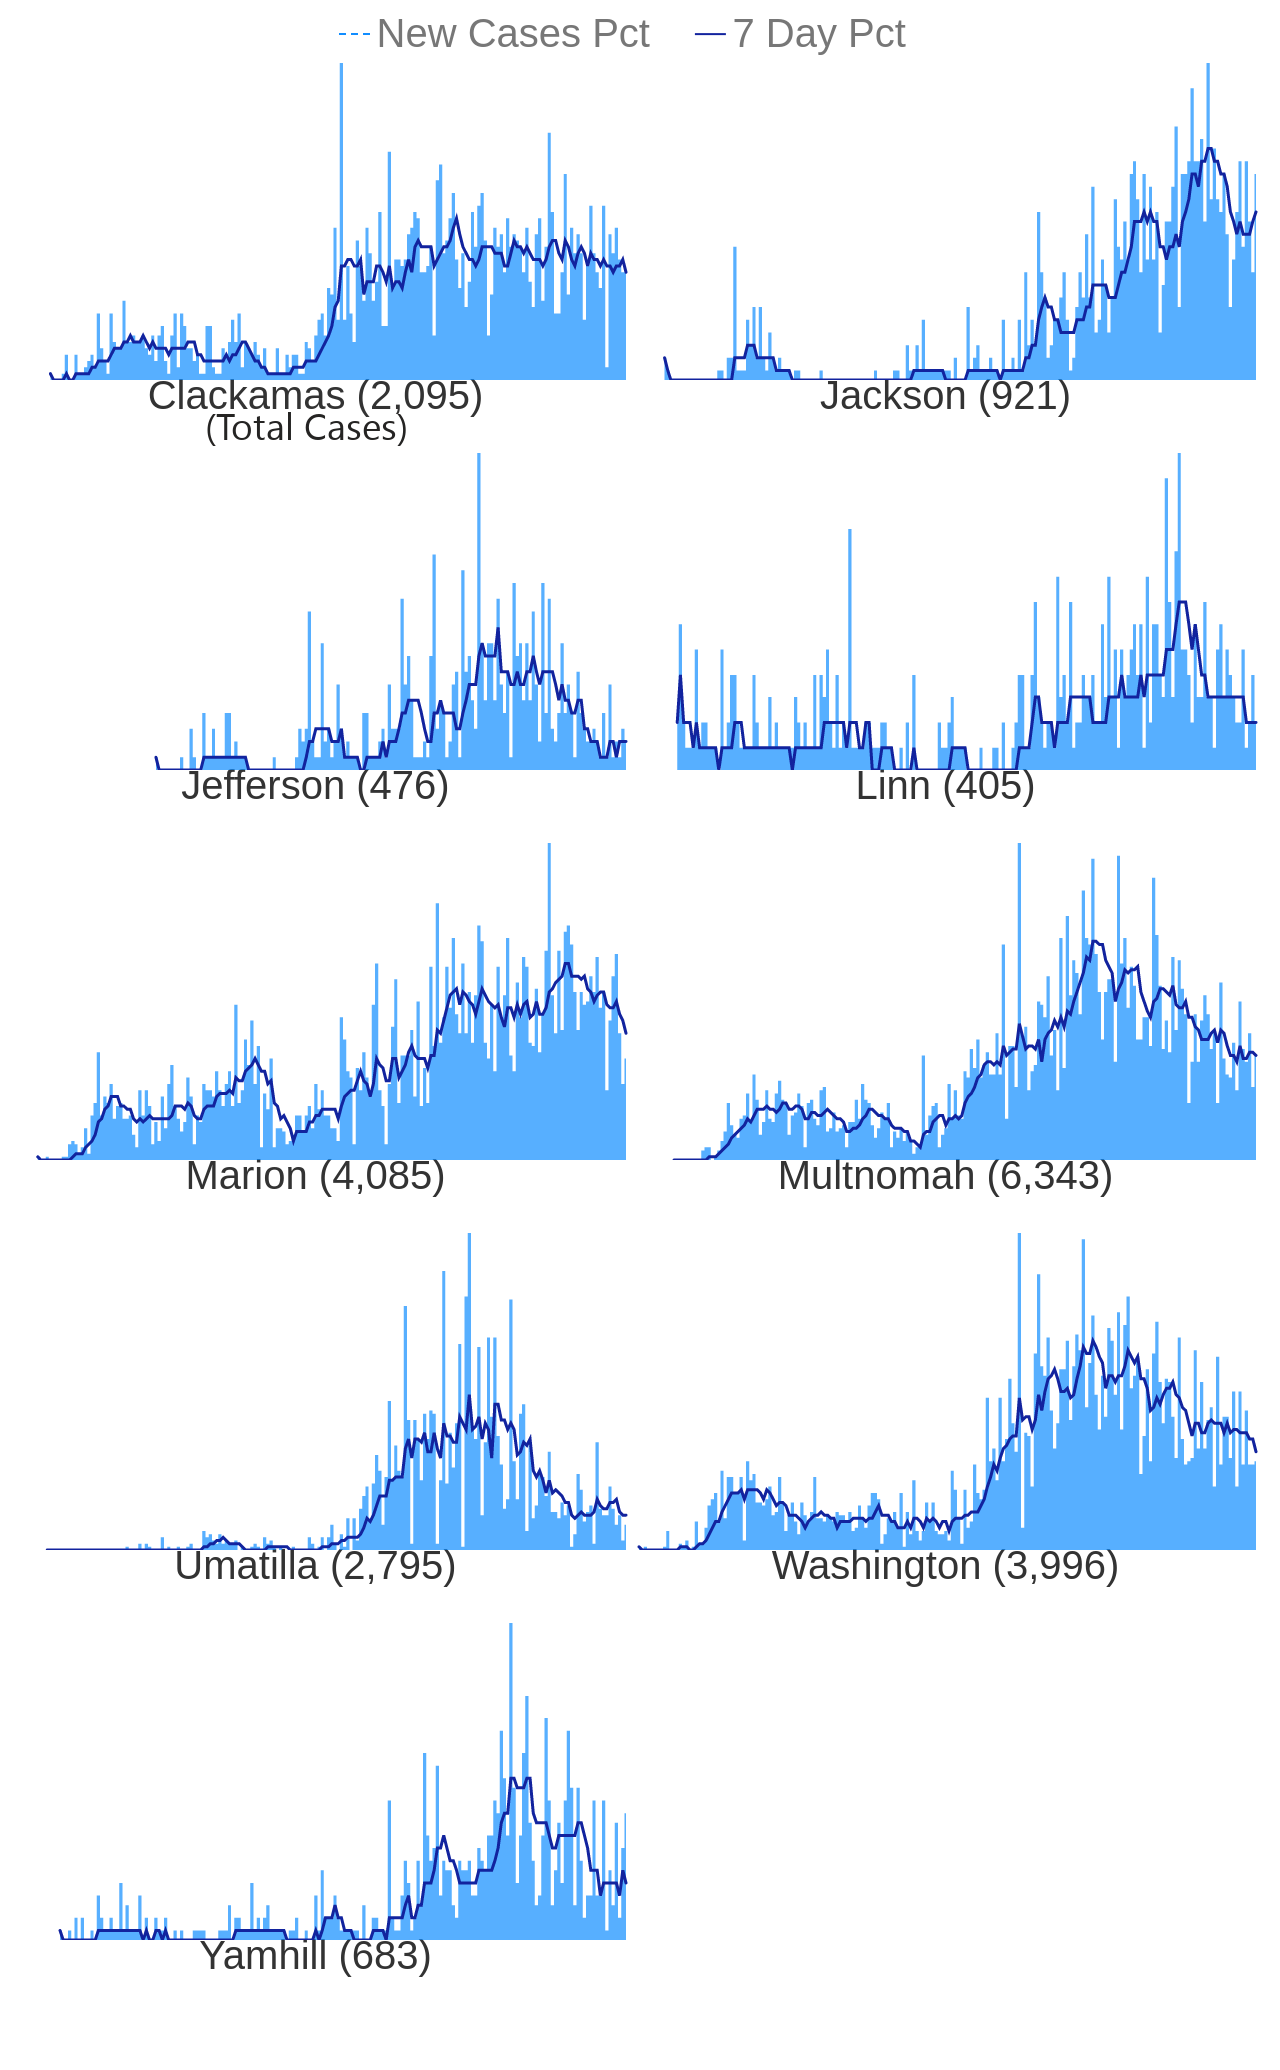 New Cases Pct 7 Day Pct
Clackamas (2,095) Jackson (921)
(Total Cases)
Jefferson (476) Linn (405)
Marion (4,085) Multnomah (6,343)
Umatilla (2,795) Washington (3,996)
Yamhill (683)